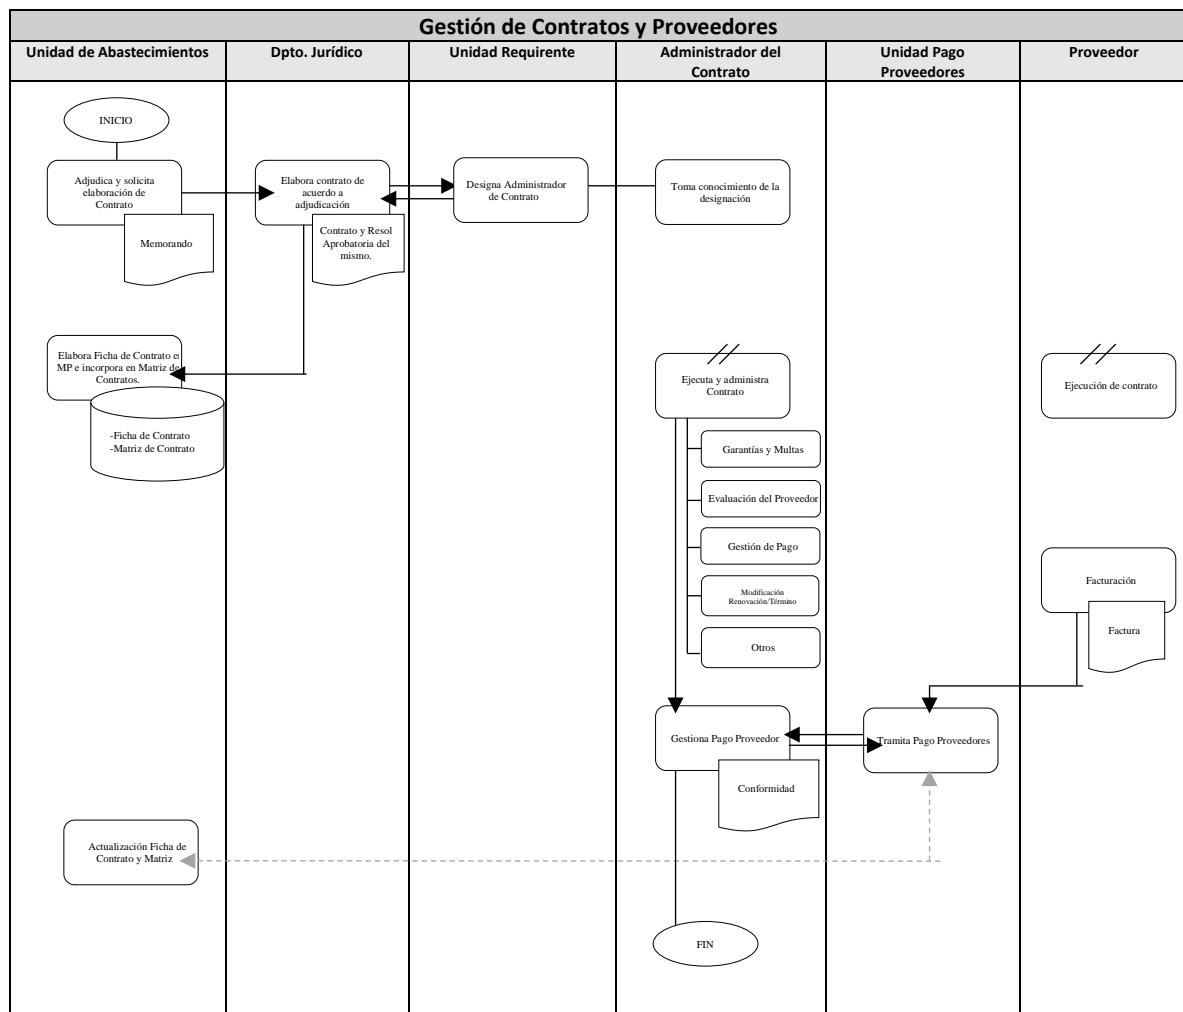 Gestión de Contratos y Proveedores
Unidad de Abastecimientos
Dpto. Jurídico
Unidad Requirente
Administrador del
Contrato
Unidad Pago
Proveedores
Proveedor
INICIO
Adjudica y solicita
elaboración de
Contrato
Memorando
Elabora contrato de
acuerdo a
adjudicación
Contrato y Resol
Aprobatoria del
mismo.
Designa Administrador
de Contrato
Toma conocimiento de la
designación
Elabora Ficha de Contrato en
MP e incorpora en Matriz de
Contratos.
-Ficha de Contrato
-Matriz de Contrato
Ejecuta y administra
Contrato
Ejecución de contrato
Garantías y Multas
Evaluación del Proveedor
Gestión de Pago
Modificación
Renovación/Término
Otros
Facturación
Factura
Gestiona Pago Proveedor
Conformidad
Tramita Pago Proveedores
Actualización Ficha de
Contrato y Matriz
FIN